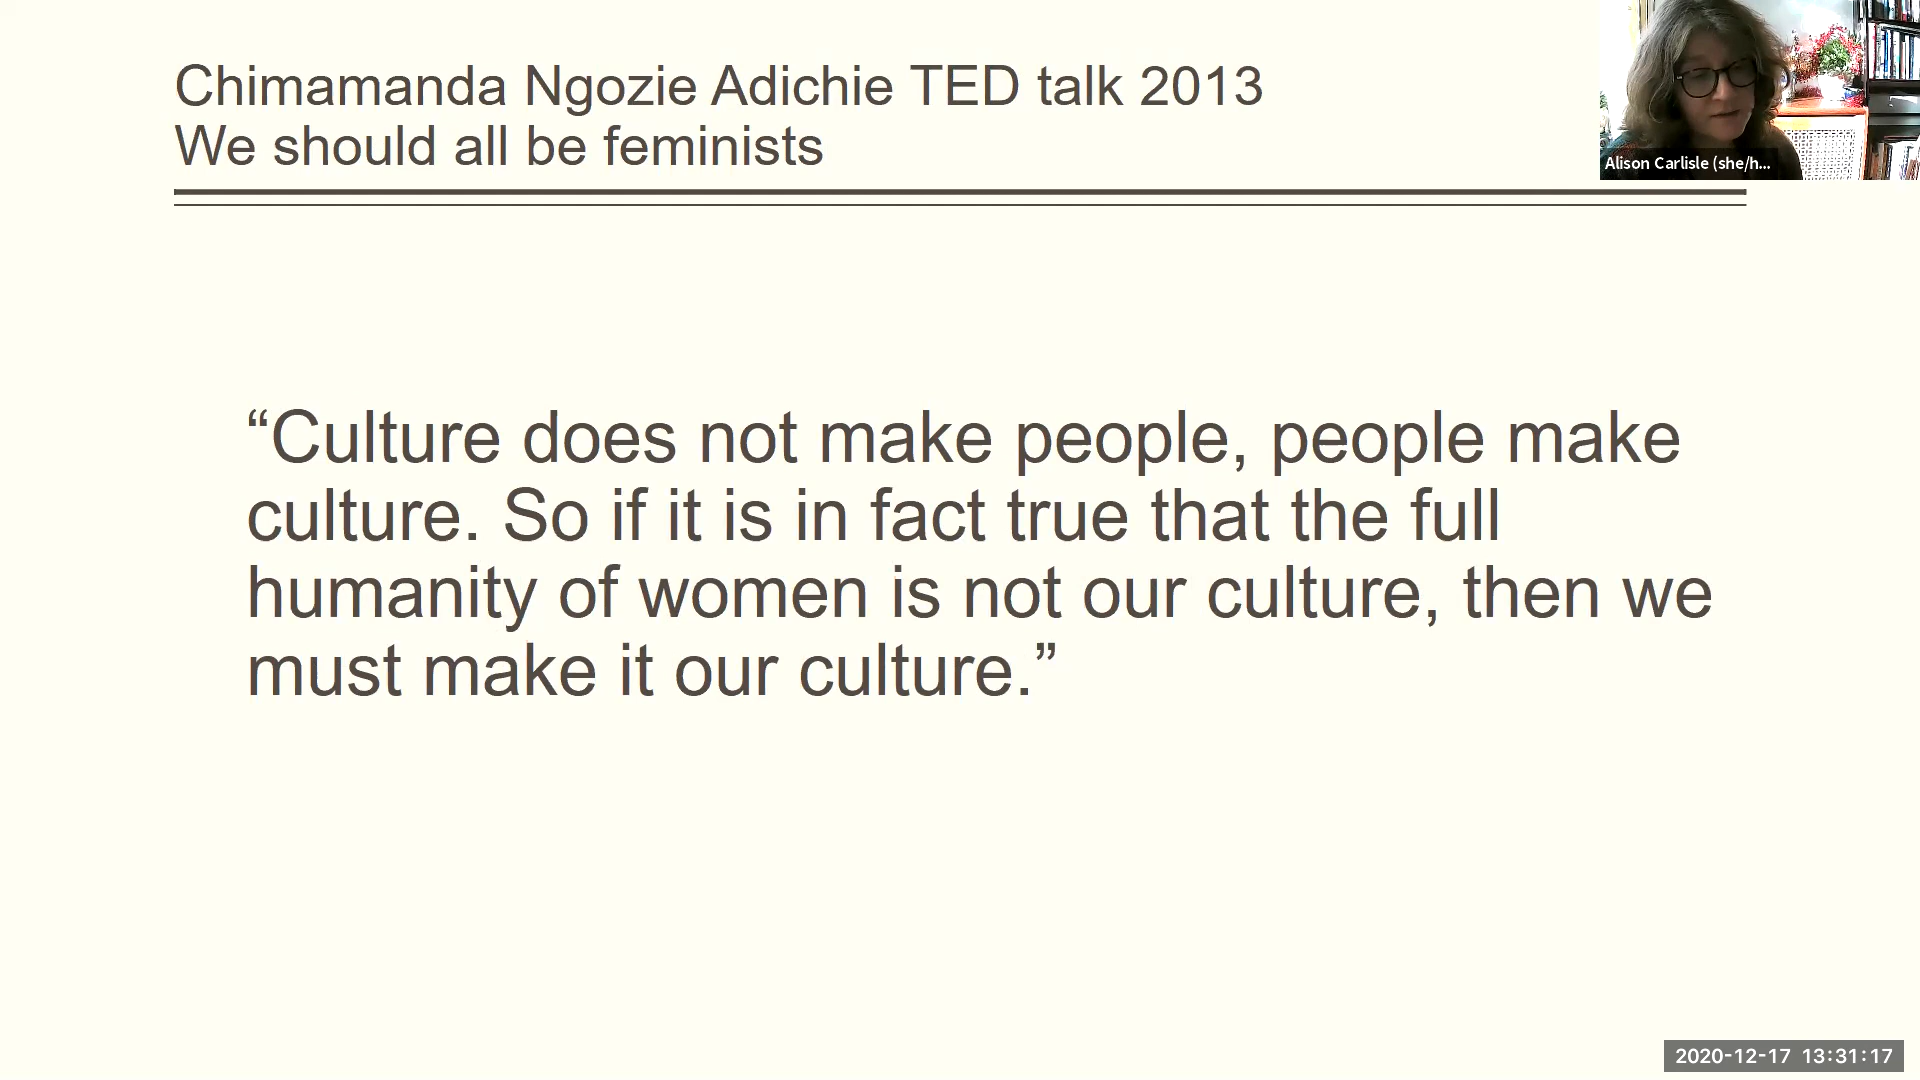 Chimamanda Ngozie Adichie TED talk 2013
We should all be feminists
Alison Carlisle (she/h...
“Culture does not make people, people make
culture. So if it is in fact true that the full
humanity of women is not our culture, then we
must make it our culture.”
2020-12-17 13:31:17